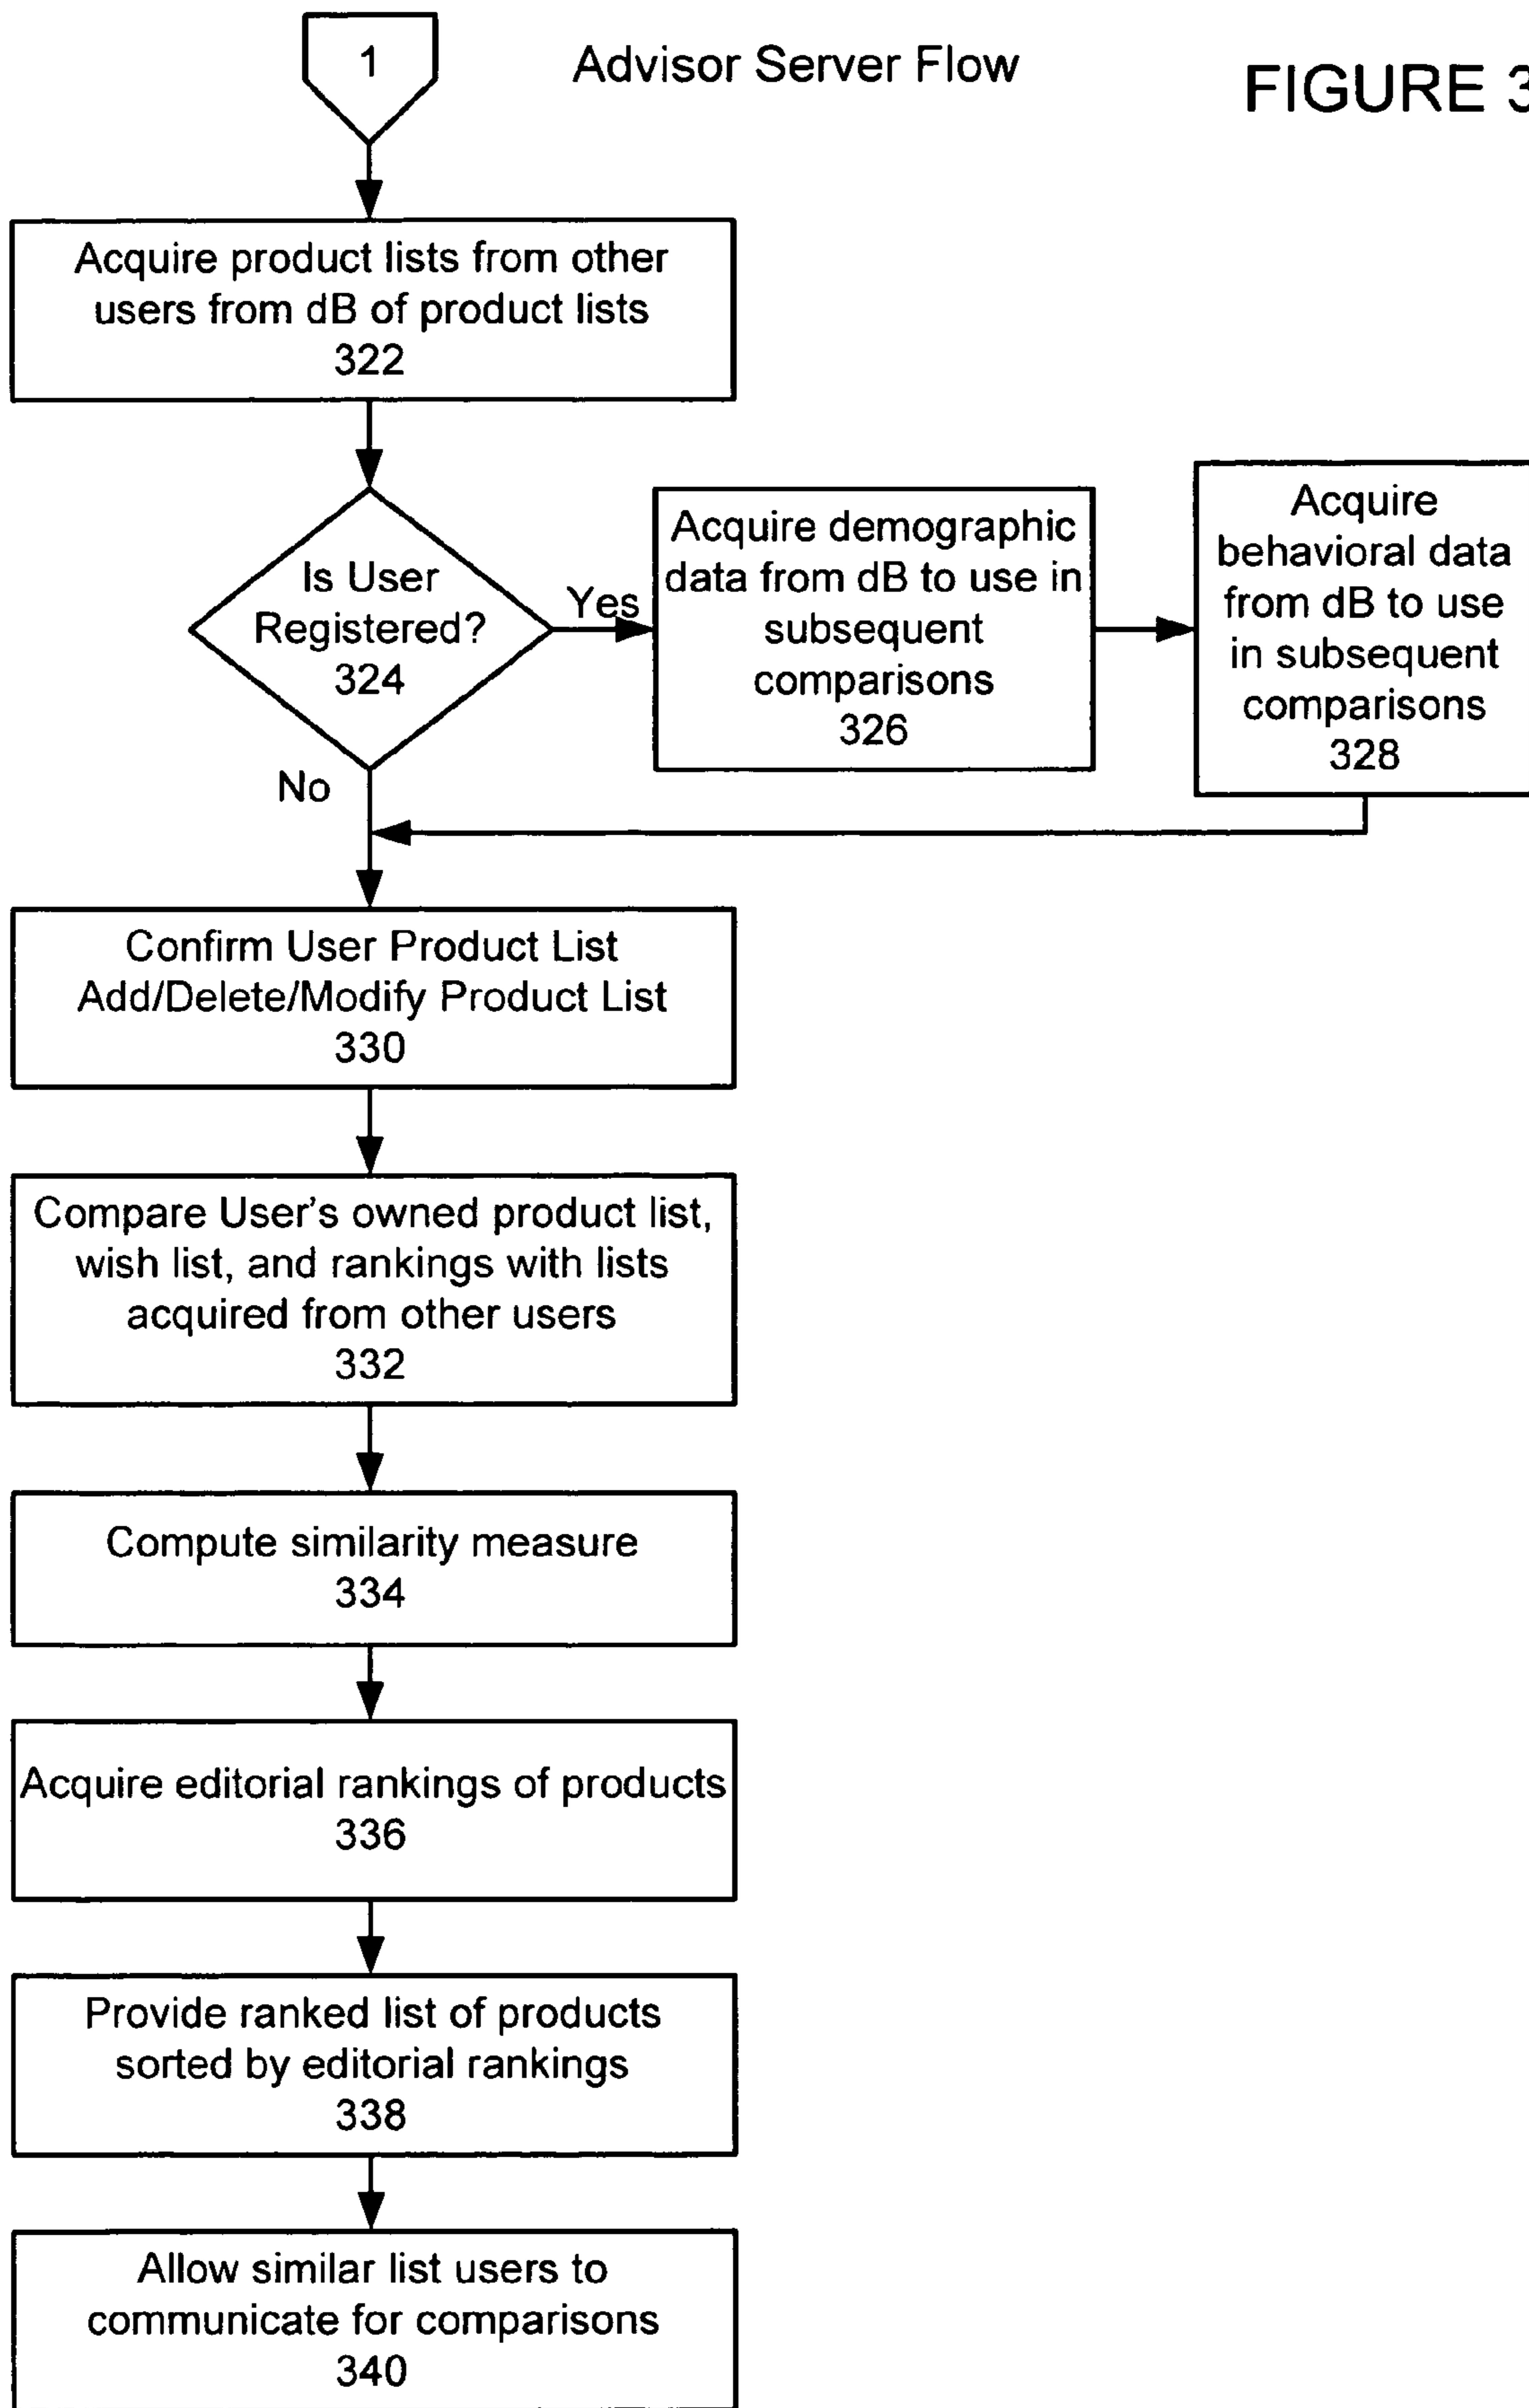 1
Advisor Server Flow
FIGURE 3
Acquire product lists from other
users from dB of product lists
322
Is User
Registered?
324
Yes
No
Acquire demographic
data from dB to use in
subsequent
comparisons
326
Acquire
behavioral data
from dB to use
in subsequent
comparisons
328
Confirm User Product List
Add/Delete/Modify Product List
330
Compare User's owned product list,
wish list, and rankings with lists
acquired from other users
332
Compute similarity measure
334
Acquire editorial rankings of products
336
Provide ranked list of products
sorted by editorial rankings
338
Allow similar list users to
communicate for comparisons
340